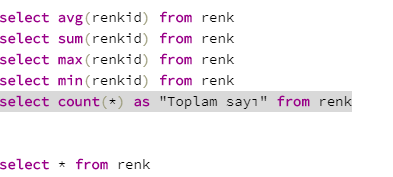 select avg(renkid) from renk
select sum(renkid) from renk
select max(renkid) from renk
select min(renkid) from renk
select count(*) as "Toplam sayı" from renk
select * from renk